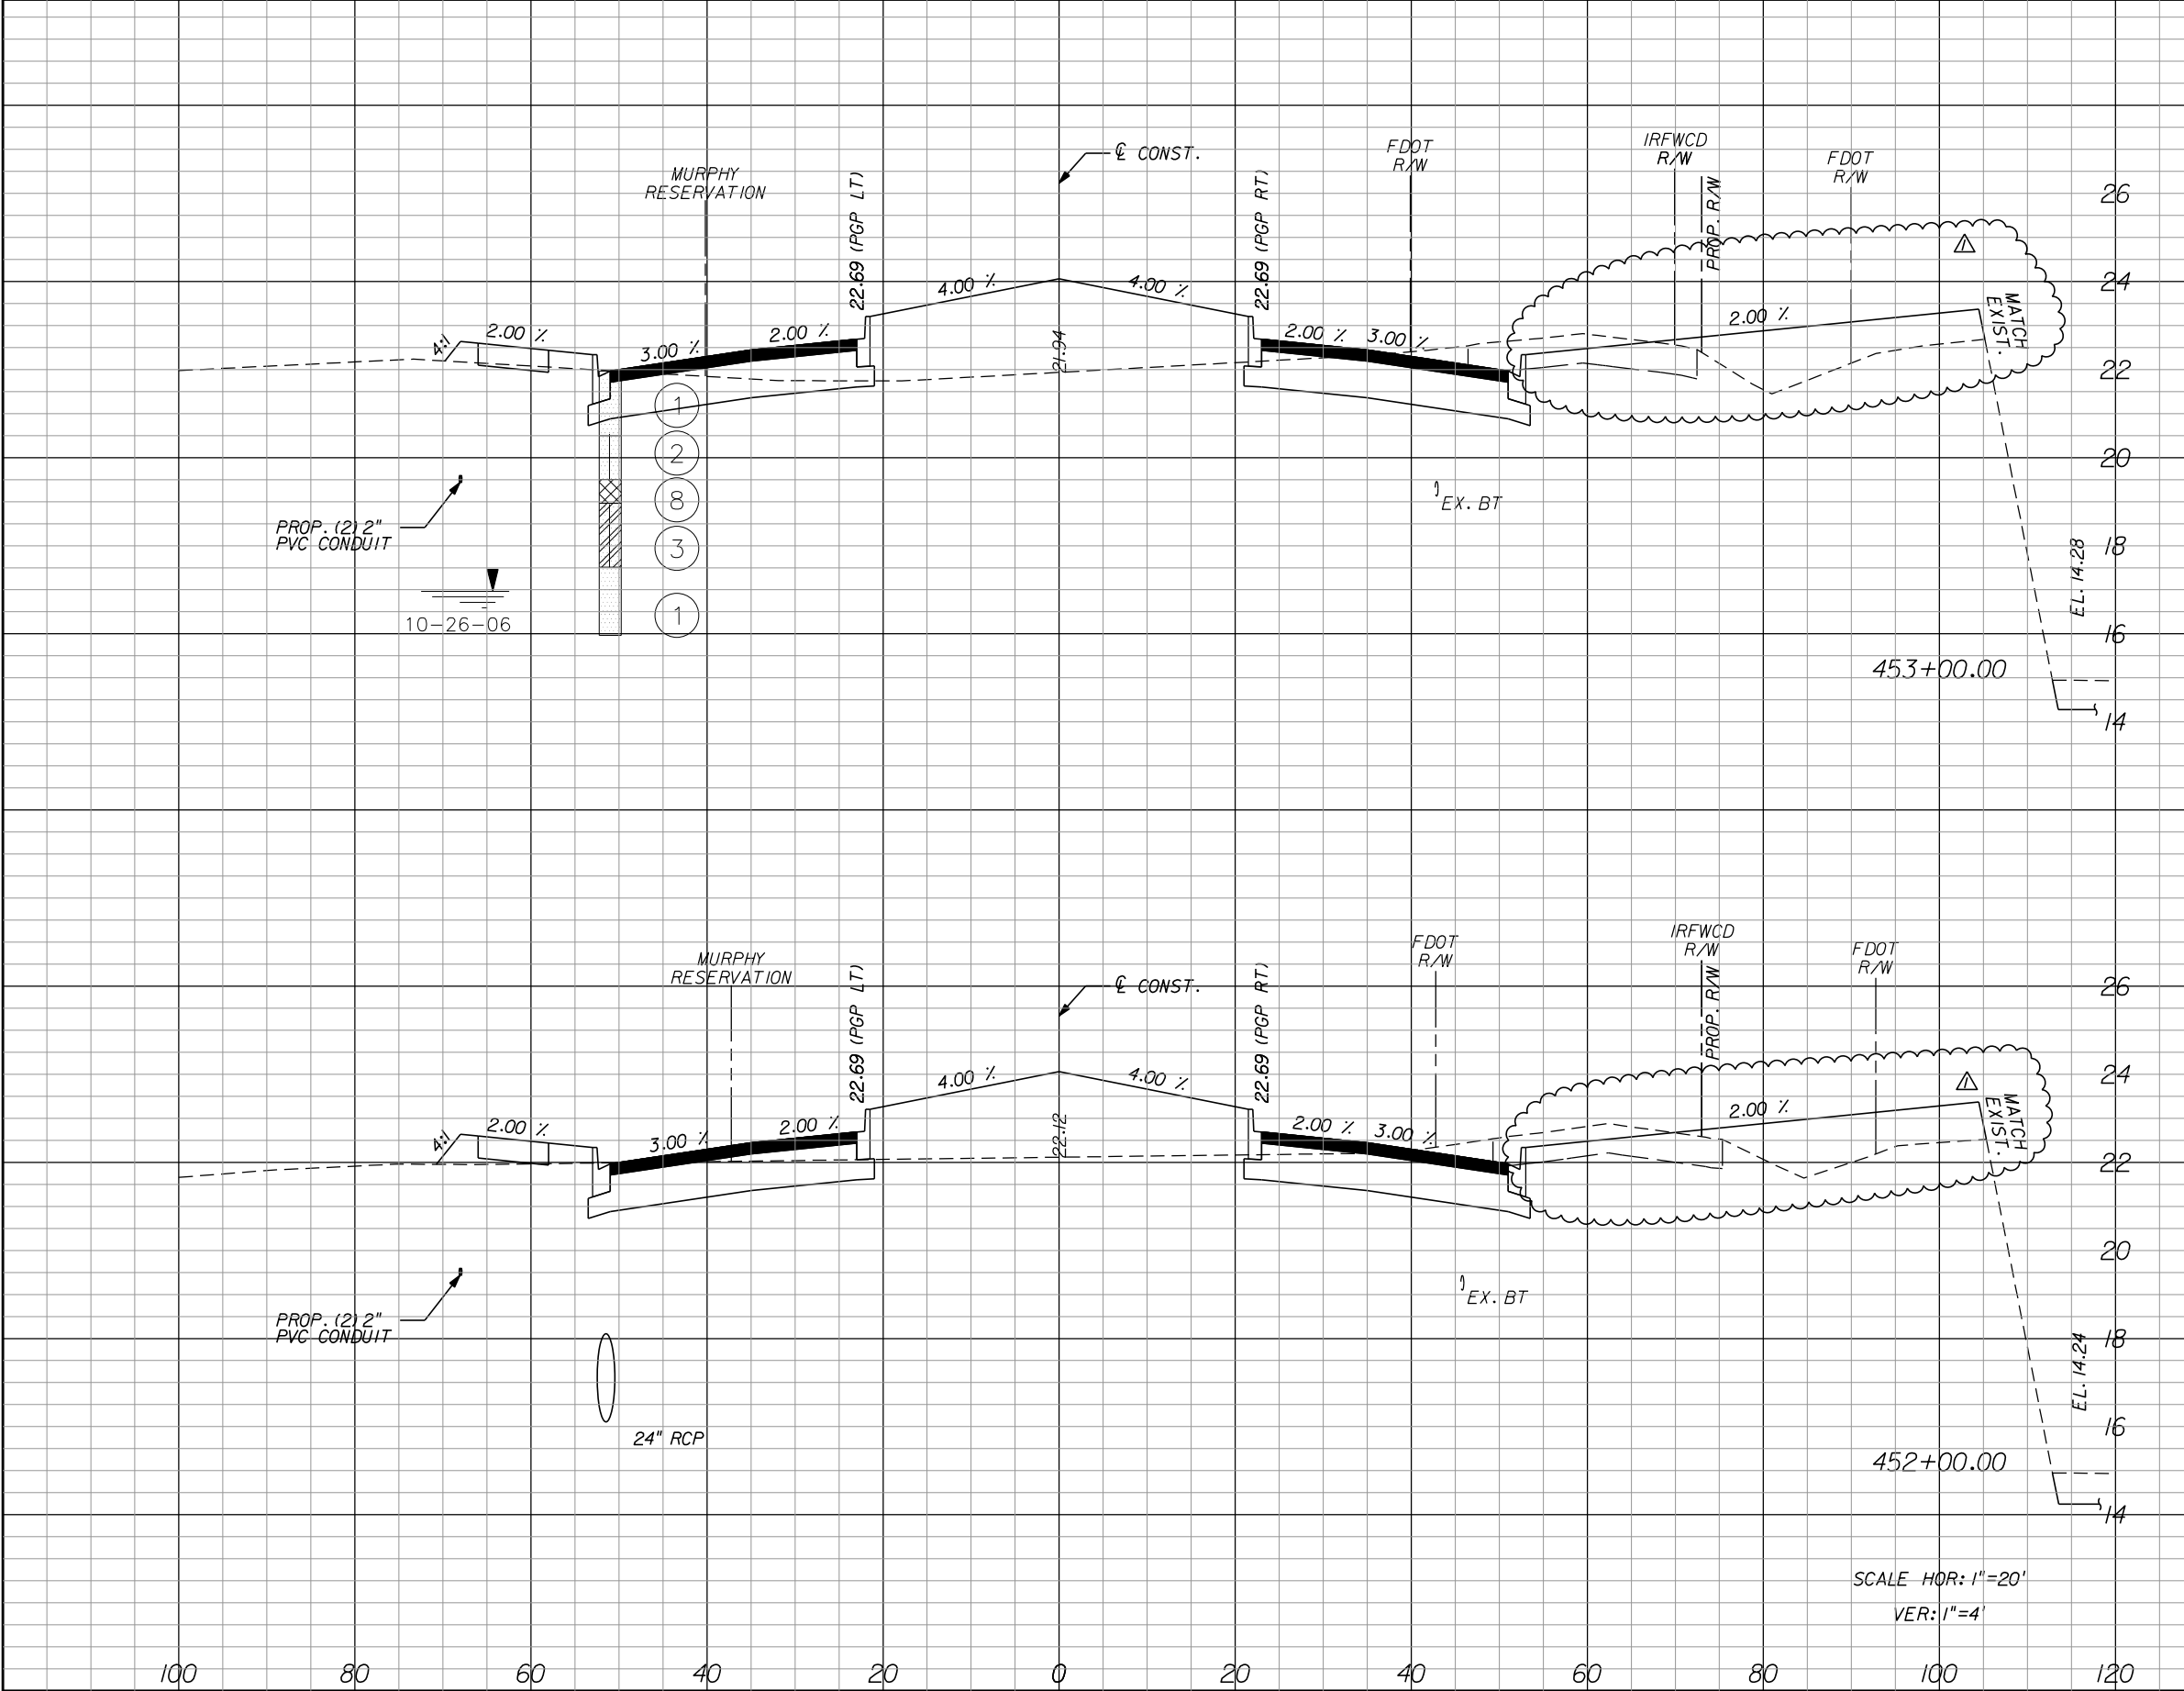 IRFWCD
R/W
FDOT
R/W
FDOT
R/W
℄ CONST.
MURPHY
RESERVATION
22.69 (PGP LT)
22.69 (PGP RT)
PROP. R/W
26
1
24
4.00 %
4.00 %
MATCH
EXIST.
2.00 %
4:1
2.00 %
3.00 %
2.00 %
21.94
2.00 %
3.00 %
22
1
2
20
8
EX. BT
PROP. (2) 2"
PVC CONDUIT
3
18
EL. 14.28
10-26-06
1
16
453+00.00
14
IRFWCD
R/W
FDOT
R/W
FDOT
R/W
MURPHY
RESERVATION
℄ CONST.
22.69 (PGP LT)
22.69 (PGP RT)
PROP. R/W
26
4.00 %
4.00 %
1
24
MATCH
EXIST.
2.00 %
4:1
2.00 %
3.00 %
2.00 %
22.12
2.00 %
3.00 %
22
20
EX. BT
PROP. (2) 2"
PVC CONDUIT
18
EL. 14.24
24" RCP
16
452+00.00
14
SCALE HOR: 1"=20'
VER: 1"=4'
100 80 60 40 20 0 20 40 60 80 100 120